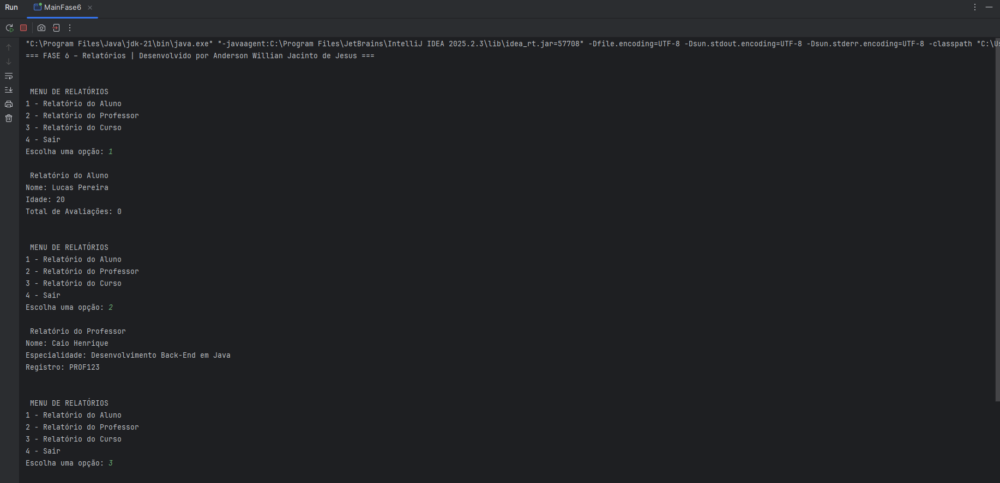 Run MainFase6
"C:\Program Files\Java\jdk-21\bin\java.exe" "-javaagent:C:\Program Files\JetBrains\IntelliJ IDEA 2025.2.3\lib\idea_rt.jar=57708" -Dfile.encoding=UTF-8 -Dsun.stdout.encoding=UTF-8 -Dsun.stderr.encoding=UTF-8 -classpath "C:\Us
=== FASE 6 – Relatórios | Desenvolvido por Anderson Willian Jacinto de Jesus ===
MENU DE RELATÓRIOS
1 - Relatório do Aluno
2 - Relatório do Professor
3 - Relatório do Curso
4 - Sair
Escolha uma opção: 1
Relatório do Aluno
Nome: Lucas Pereira
Idade: 20
Total de Avaliações: 0
MENU DE RELATÓRIOS
1 - Relatório do Aluno
2 - Relatório do Professor
3 - Relatório do Curso
4 - Sair
Escolha uma opção: 2
Relatório do Professor
Nome: Caio Henrique
Especialidade: Desenvolvimento Back-End em Java
Registro: PROF123
MENU DE RELATÓRIOS
1 - Relatório do Aluno
2 - Relatório do Professor
3 - Relatório do Curso
4 - Sair
Escolha uma opção: 3